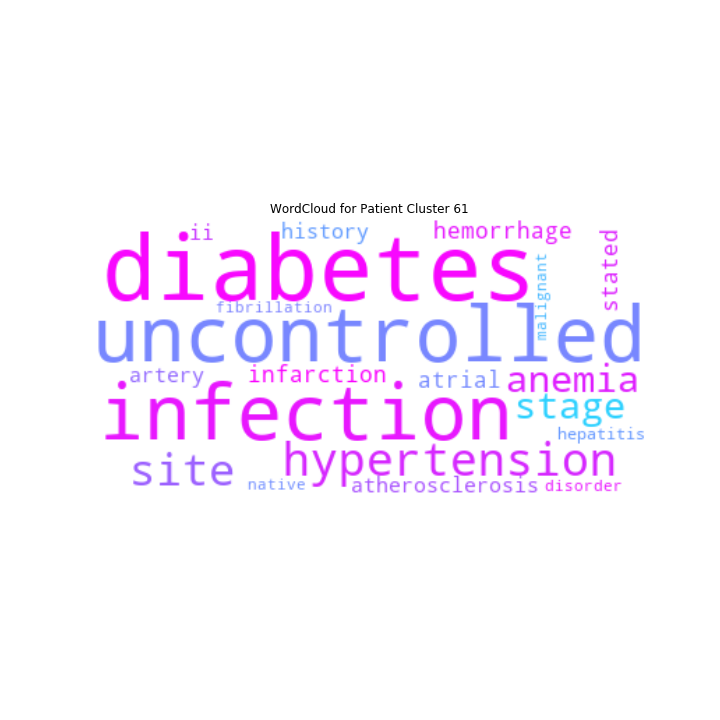 WordCloud for Patient Cluster 61
ii
history
hemorrhage
stated
diabetes
malignant
fibrillation
uncontrolled
artery
infarction
atrial
anemia
infection
stage
hepatitis
hypertension
site
native
atherosclerosis
disorder